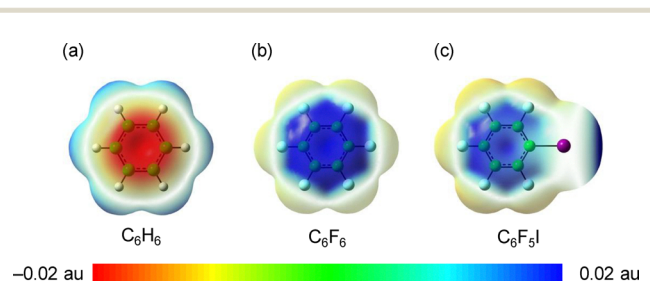 (a) (b) (c)
C₆H₆ C₆F₆ C₆F₅I
–0.02 au 0.02 au